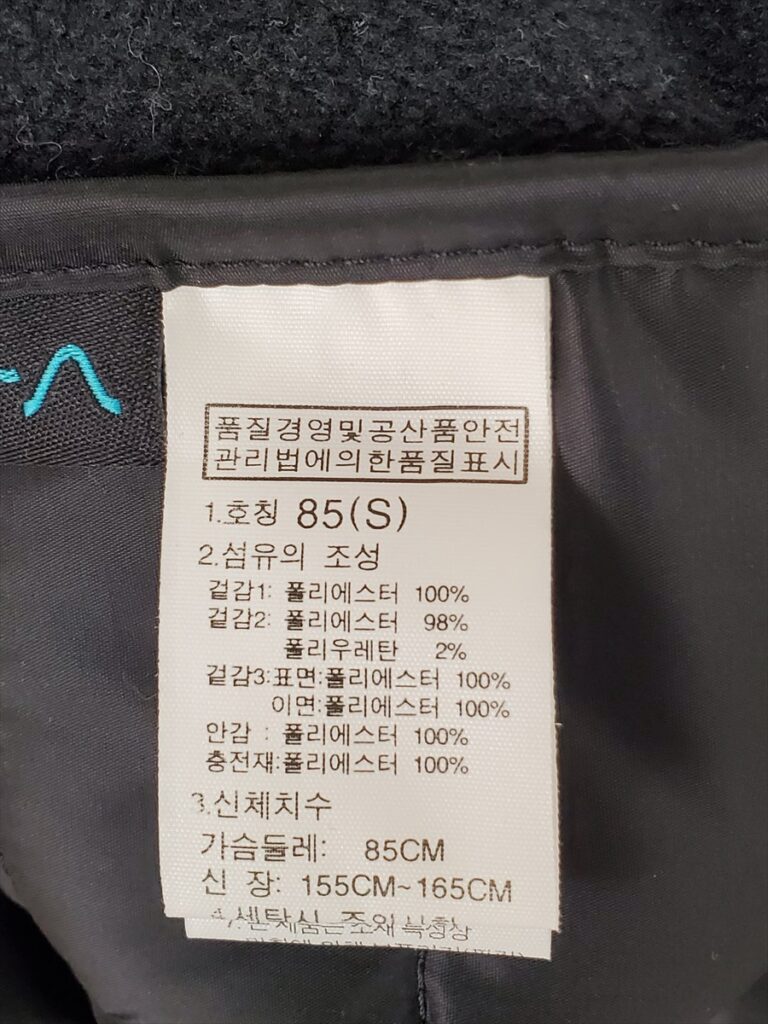 품질경영및공산품안전
관리법에의한품질표시
1.호칭 85(S)
2.섬유의 조성
겉감1: 폴리에스터 100%
겉감2: 폴리에스터 98%
폴리우레탄 2%
겉감3:표면:폴리에스터 100%
이면:폴리에스터 100%
안감 : 폴리에스터 100%
충전재:폴리에스터 100%
3.신체치수
가슴둘레: 85CM
신 장: 155CM~165CM